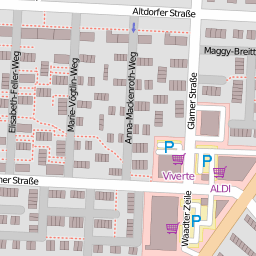 Altdorfer Straße
Maggy-Breitt
Elisabeth-Feller-Weg
Marie-Vögtlin-Weg
Anna-Mackenroth-Weg
Glarner Straße
P
P
Viverte
ALDI
ner Straße
P
Waadter Zeile